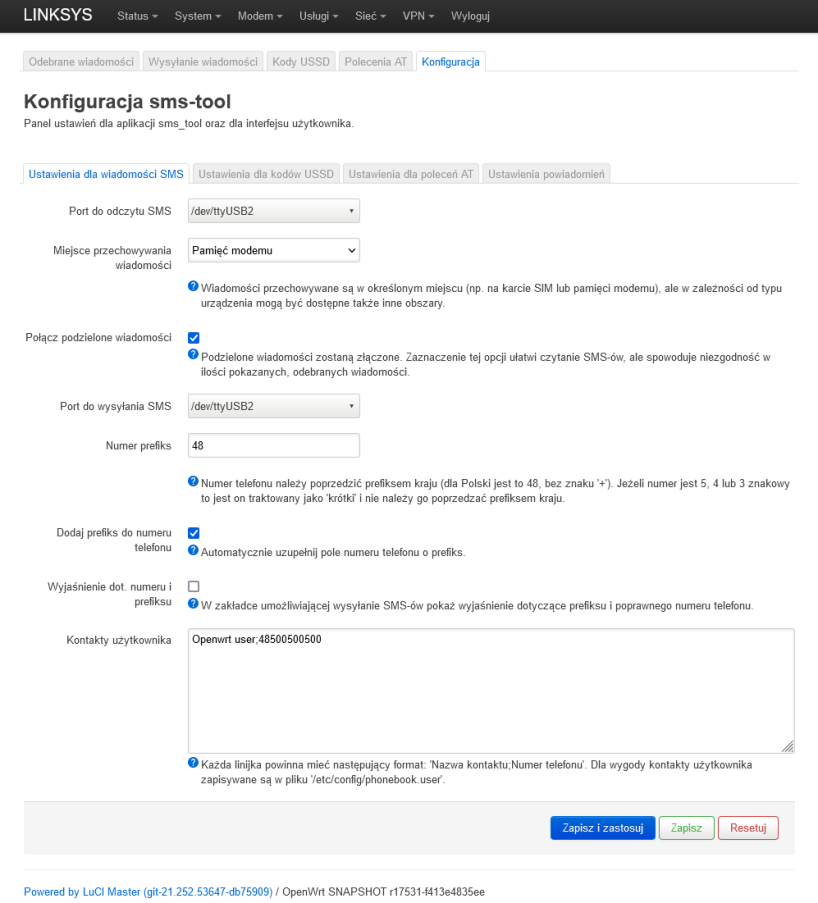 LINKSYS Status System Modem Usługi Sieć VPN Wyloguj
Odebrane wiadomości Wysyłanie wiadomości Kody USSD Polecenia AT Konfiguracja
Konfiguracja sms-tool
Panel ustawień dla aplikacji sms_tool oraz dla interfejsu użytkownika.
Ustawienia dla wiadomości SMS Ustawienia dla kodów USSD Ustawienia dla poleceń AT Ustawienia powiadomień
Port do odczytu SMS /dev/ttyUSB2
Miejsce przechowywania
wiadomości
Pamięć modemu
Wiadomości przechowywane są w określonym miejscu (np. na karcie SIM lub pamięci modemu), ale w zależności od typu
urządzenia mogą być dostępne także inne obszary.
Połącz podzielone wiadomości
Podzielone wiadomości zostaną złączone. Zaznaczenie tej opcji ułatwi czytanie SMS-ów, ale spowoduje niezgodność w
ilości pokazanych, odebranych wiadomości.
Port do wysyłania SMS /dev/ttyUSB2
Numer prefiks 48
Numer telefonu należy poprzedzić prefiksem kraju (dla Polski jest to 48, bez znaku '+'). Jeżeli numer jest 5, 4 lub 3 znakowy
to jest on traktowany jako 'krótki' i nie należy go poprzedzać prefiksem kraju.
Dodaj prefiks do numeru
telefonu
Automatycznie uzupełnij pole numeru telefonu o prefiks.
Wyjaśnienie dot. numeru i
prefiksu
W zakładce umożliwiającej wysyłanie SMS-ów pokaż wyjaśnienie dotyczące prefiksu i poprawnego numeru telefonu.
Kontakty użytkownika
Openwrt user;48500500500
Każda linijka powinna mieć następujący format: 'Nazwa kontaktu;Numer telefonu'. Dla wygody kontakty użytkownika
zapisywane są w pliku '/etc/config/phonebook.user'.
Zapisz i zastosuj Zapisz Resetuj
Powered by LuCI Master (git-21.252.53647-db75909) / OpenWrt SNAPSHOT r17531-f413e4835ee